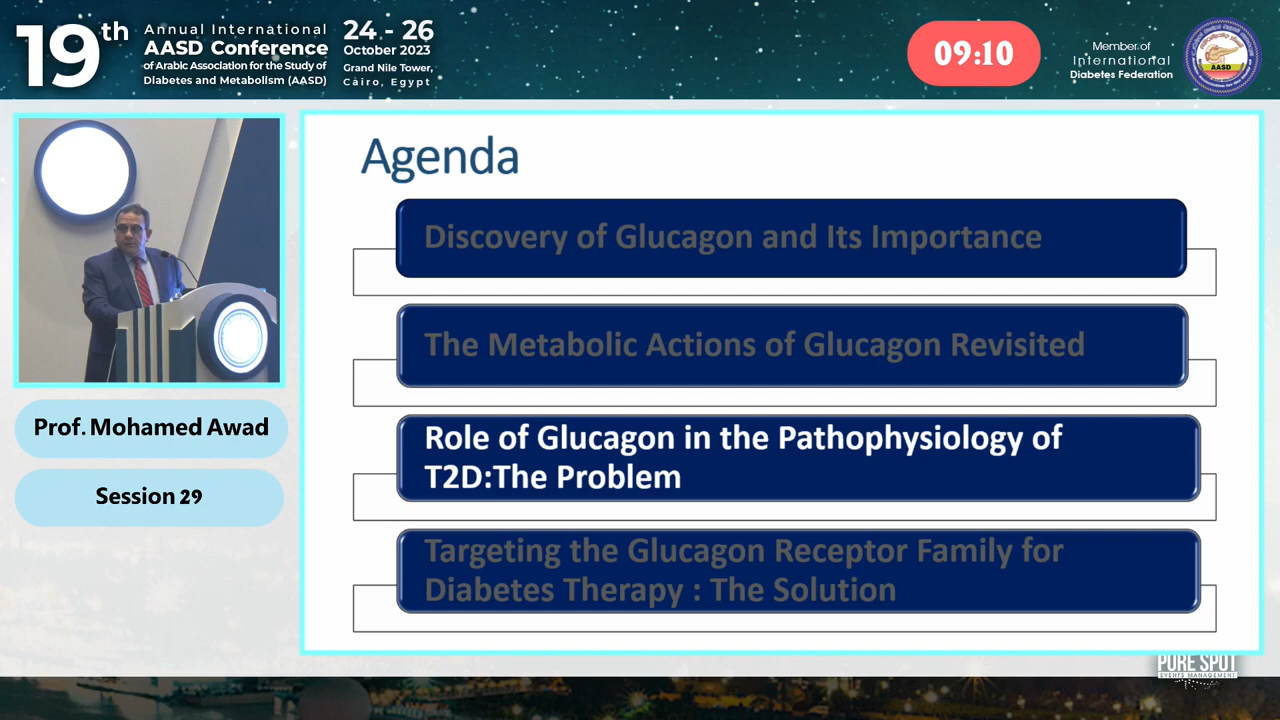 19th
Annual International
AASD Conference
of Arabic Association for the Study of
Diabetes and Metabolism (AASD)
24 - 26
October 2023
Grand Nile Tower,
Cairo, Egypt
09:10
Member of
International
Diabetes Federation
AASD
Agenda
Discovery of Glucagon and Its Importance
The Metabolic Actions of Glucagon Revisited
Role of Glucagon in the Pathophysiology of
T2D:The Problem
Targeting the Glucagon Receptor Family for
Diabetes Therapy : The Solution
Prof. Mohamed Awad
Session 29
PURE SPOT
EVENTS MANAGEMENT